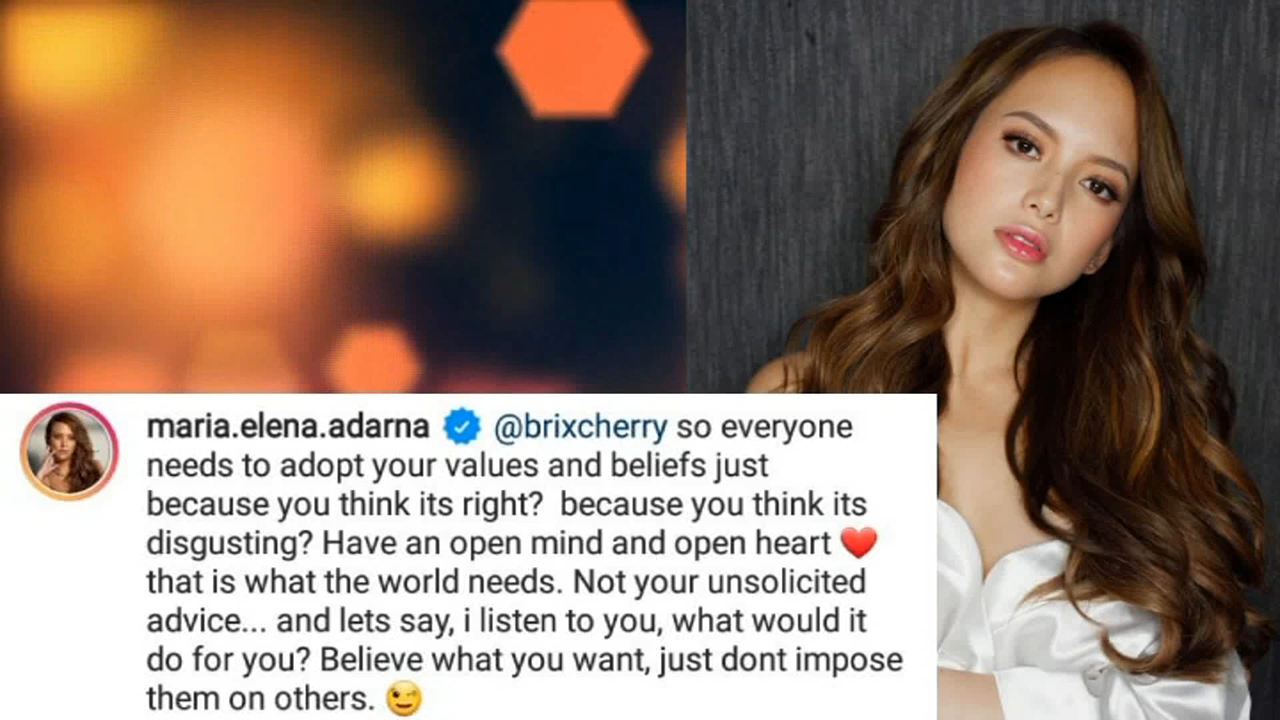 maria.elena.adarna @brixcherry so everyone
needs to adopt your values and beliefs just
because you think its right?  because you think its
disgusting? Have an open mind and open heart ❤️
that is what the world needs. Not your unsolicited
advice... and lets say, i listen to you, what would it
do for you? Believe what you want, just dont impose
them on others. 😉